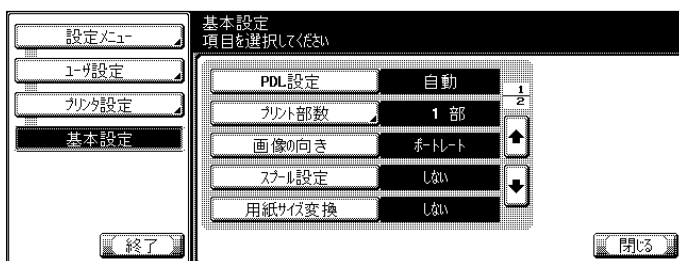 設定メニュー
ユーザ設定
プリンタ設定
基本設定
終了
基本設定
項目を選択してください
PDL設定 自動
プリント部数 1 部
画像の向き ポートレート
スプール設定 しない
用紙サイズ変換 しない
1
2
閉じる